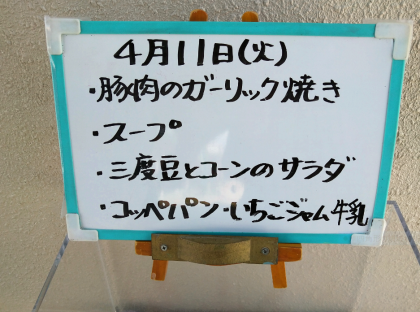 4月11日(火)
・豚肉のガーリック焼き
・スープ
・三度豆とコーンのサラダ
・コッペパン・いちごジャム牛乳